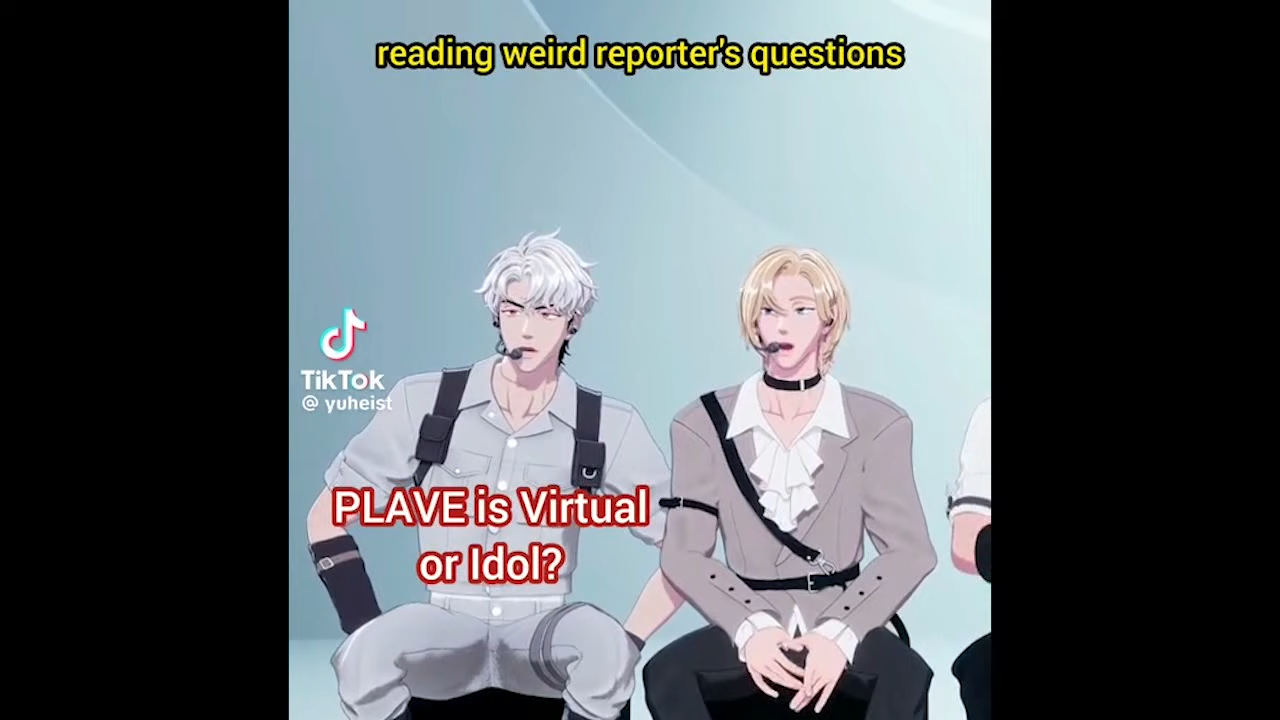 reading weird reporter's questions
TikTok
@ yuheist
PLAVE is Virtual
or Idol?